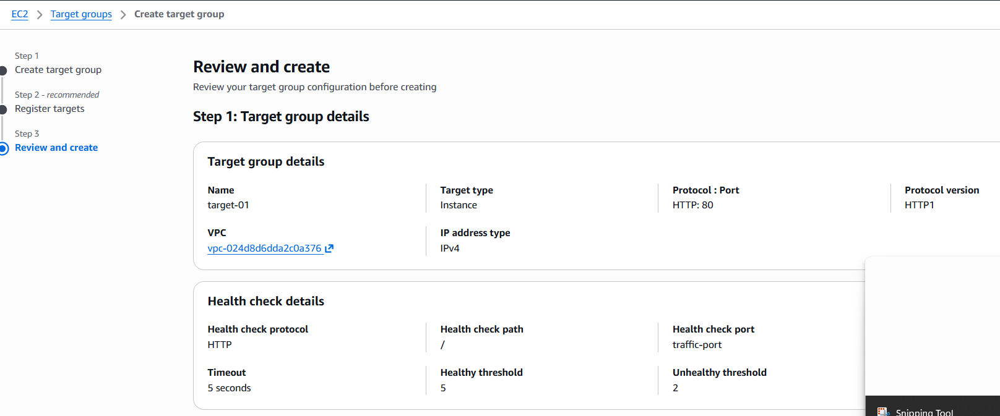 EC2 > Target groups > Create target group
Step 1
Create target group
Step 2 - recommended
Register targets
Step 3
Review and create
Review and create
Review your target group configuration before creating
Step 1: Target group details
Target group details
Name
target-01
Target type
Instance
Protocol : Port
HTTP: 80
Protocol version
HTTP1
VPC
vpc-024d8d6dda2c0a376
IP address type
IPv4
Health check details
Health check protocol
HTTP
Health check path
/
Health check port
traffic-port
Timeout
5 seconds
Healthy threshold
5
Unhealthy threshold
2
Snipping Tool